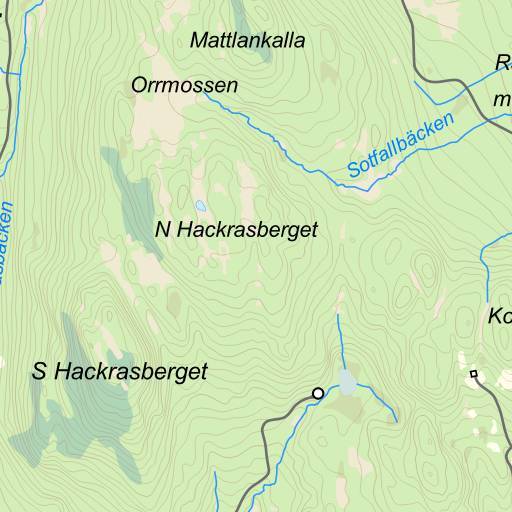 Mattlankalla
Orrmossen
Sotfallbäcken
N Hackrasberget
S Hackrasberget